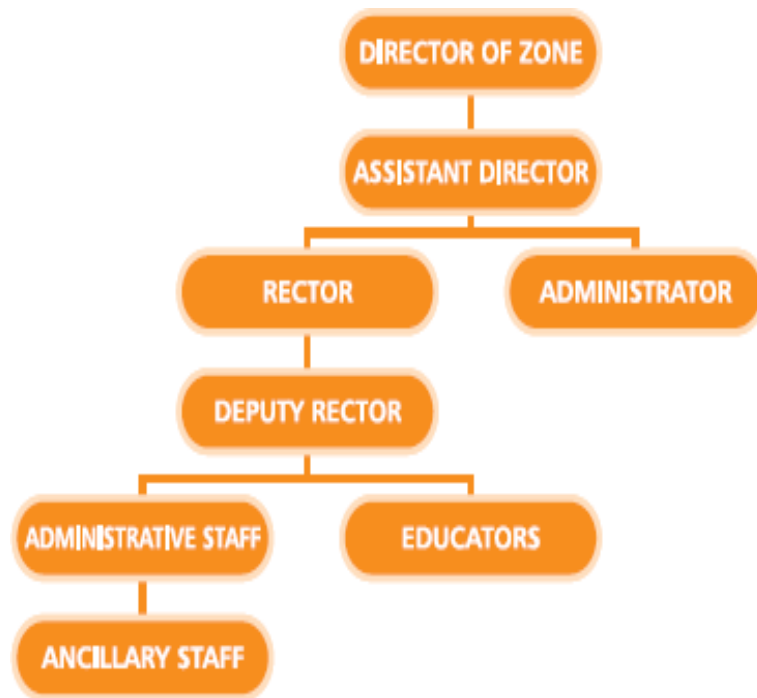 DIRECTOR OF ZONE
ASSISTANT DIRECTOR
RECTOR
ADMINISTRATOR
DEPUTY RECTOR
ADMINISTRATIVE STAFF
EDUCATORS
ANCILLARY STAFF